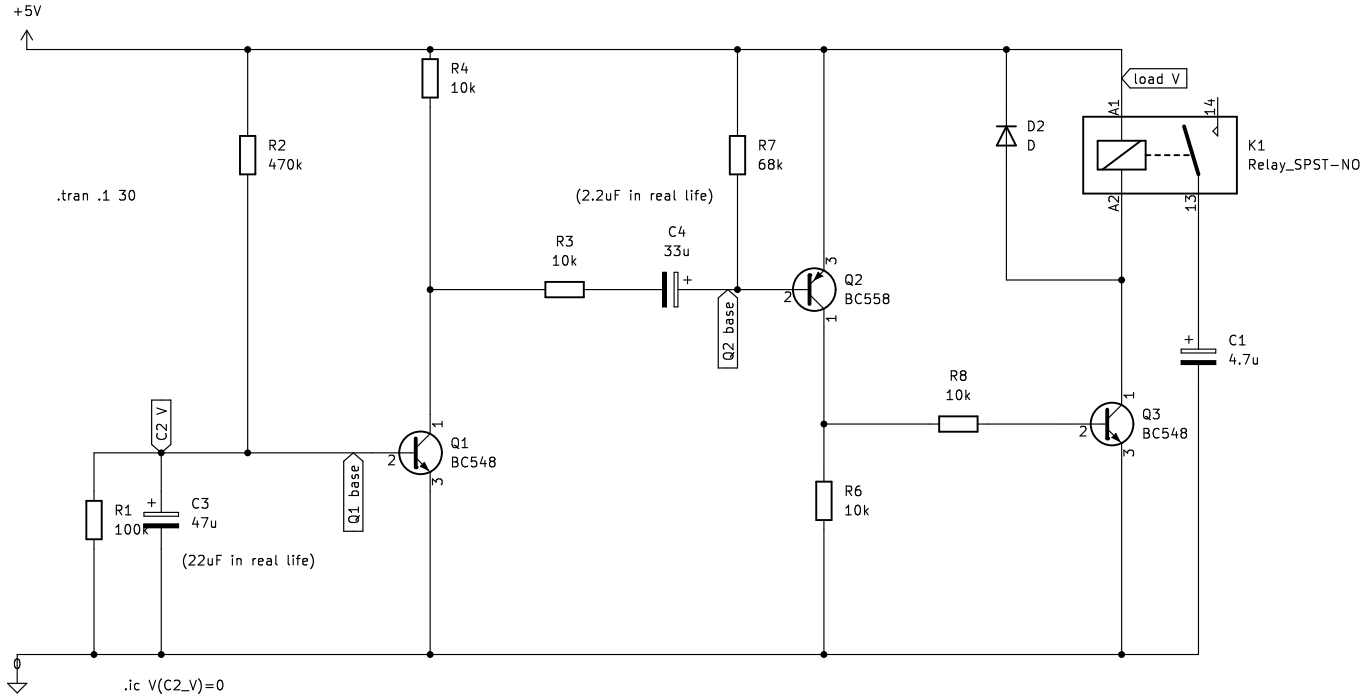 +5V
R4
10k
load V
A1
14
D2
D
K1
Relay_SPST-NO
R2
470k
R7
68k
.tran .1 30
(2.2uF in real life)
A2
13
R3
10k
C4
33u
+
3
Q2
BC558
2
1
Q2 base
+
C1
4.7u
R8
10k
C2 V
1
Q1
BC548
2
3
Q1 base
1
Q3
BC548
2
3
R1
100k
+
C3
47u
R6
10k
(22uF in real life)
0
.ic V(C2_V)=0